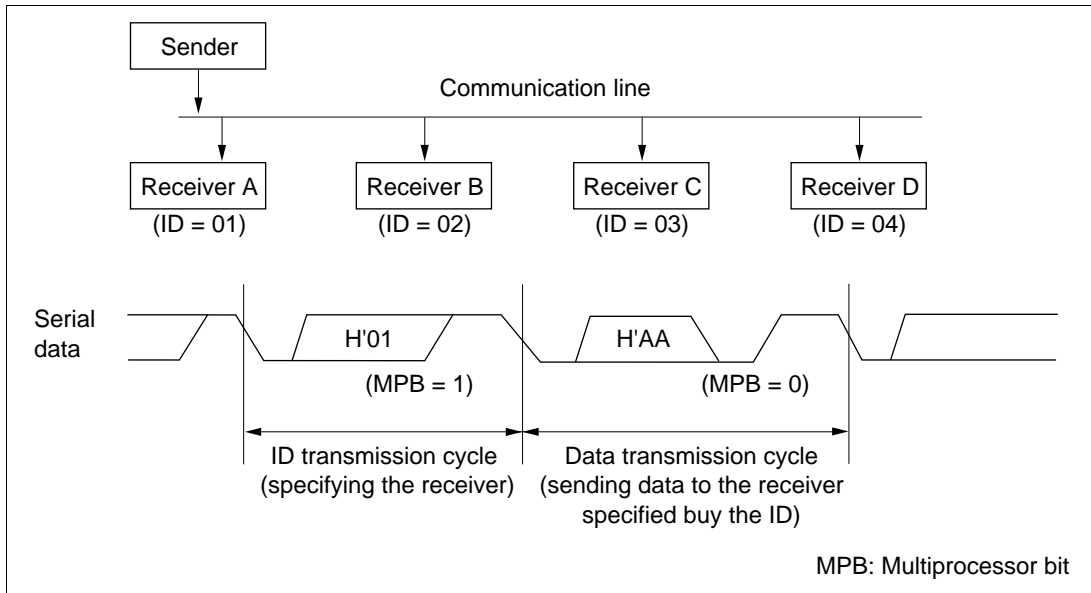 Sender
Communication line
Receiver A
Receiver B
Receiver C
Receiver D
(ID = 01)
(ID = 02)
(ID = 03)
(ID = 04)
Serial
data
H'01
H'AA
(MPB = 1)
(MPB = 0)
ID transmission cycle
(specifying the receiver)
Data transmission cycle
(sending data to the receiver
specified buy the ID)
MPB: Multiprocessor bit